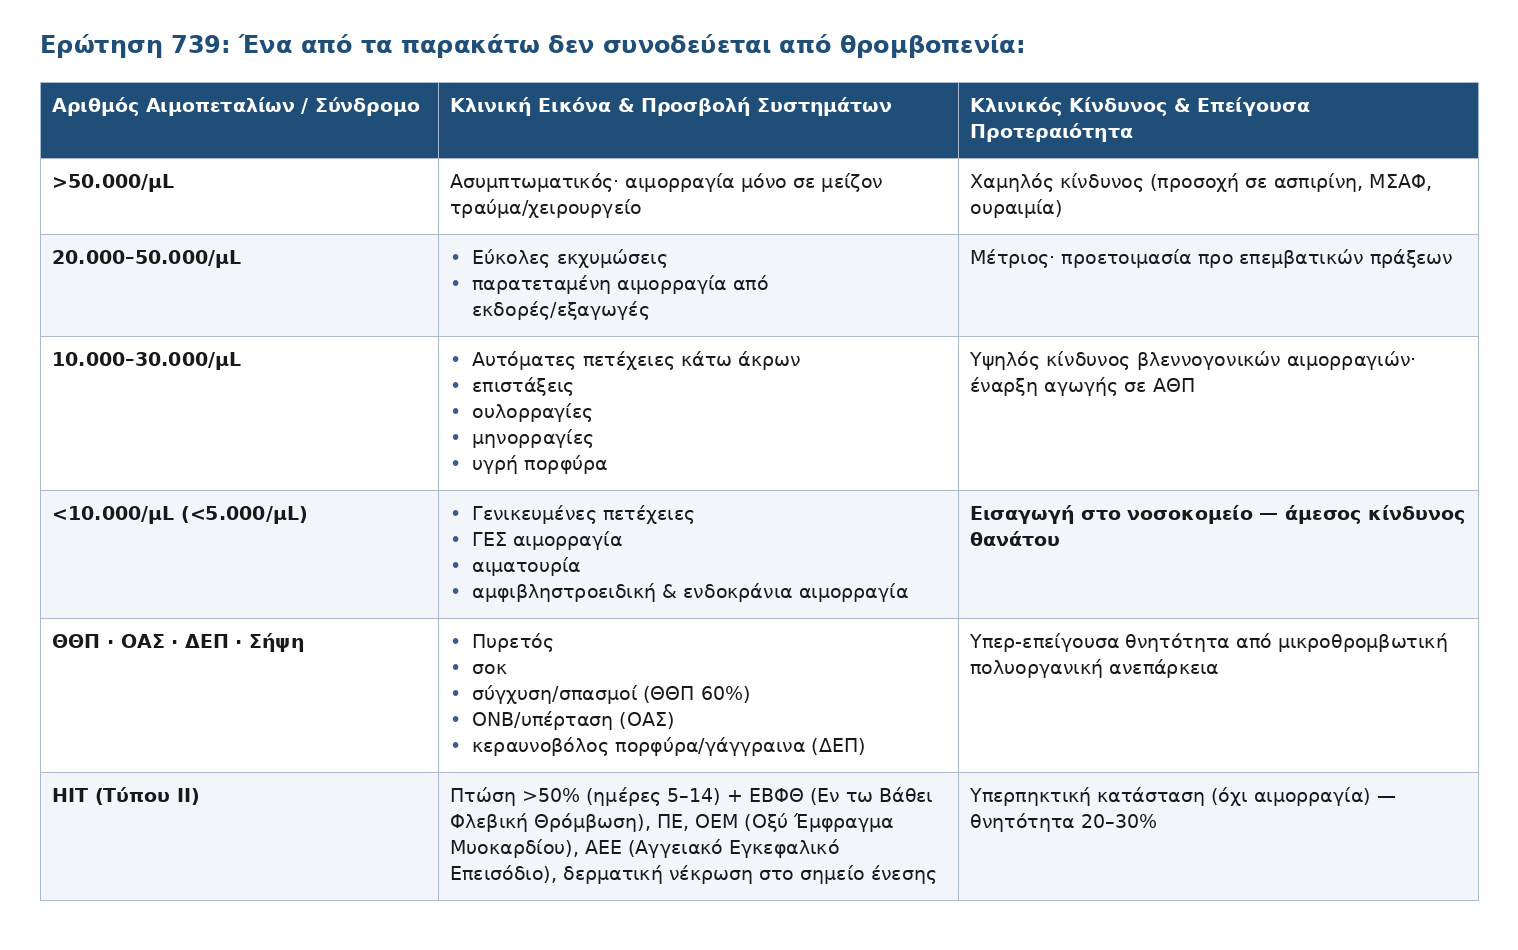 Ερώτηση 739: Ένα από τα παρακάτω δεν συνοδεύεται από θρομβοπενία:
Αριθμός Αιμοπεταλίων / Σύνδρομο
Κλινική Εικόνα & Προσβολή Συστημάτων
Κλινικός Κίνδυνος & Επείγουσα
Προτεραιότητα
>50.000/μL
Ασυμπτωματικός· αιμορραγία μόνο σε μείζον
τραύμα/χειρουργείο
Χαμηλός κίνδυνος (προσοχή σε ασπιρίνη, ΜΣΑΦ,
ουραιμία)
20.000–50.000/μL
• Εύκολες εκχυμώσεις
• παρατεταμένη αιμορραγία από
εκδορές/εξαγωγές
Μέτριος· προετοιμασία προ επεμβατικών πράξεων
10.000–30.000/μL
• Αυτόματες πετέχειες κάτω άκρων
• επιστάξεις
• ουλορραγίες
• μηνορραγίες
• υγρή πορφύρα
Υψηλός κίνδυνος βλεννογονικών αιμορραγιών·
έναρξη αγωγής σε ΑΘΠ
<10.000/μL (<5.000/μL)
• Γενικευμένες πετέχειες
• ΓΕΣ αιμορραγία
• αιματουρία
• αμφιβληστροειδική & ενδοκράνια αιμορραγία
Εισαγωγή στο νοσοκομείο — άμεσος κίνδυνος
θανάτου
ΘΘΠ · ΟΑΣ · ΔΕΠ · Σήψη
• Πυρετός
• σοκ
• σύγχυση/σπασμοί (ΘΘΠ 60%)
• ΟΝΒ/υπέρταση (ΟΑΣ)
• κεραυνοβόλος πορφύρα/γάγγραινα (ΔΕΠ)
Υπερ-επείγουσα θνητότητα από μικροθρομβωτική
πολυοργανική ανεπάρκεια
HIT (Τύπου II)
Πτώση >50% (ημέρες 5–14) + ΕΒΦΘ (Εν τω Βάθει
Φλεβική Θρόμβωση), ΠΕ, ΟΕΜ (Οξύ Έμφραγμα
Μυοκαρδίου), ΑΕΕ (Αγγειακό Εγκεφαλικό
Επεισόδιο), δερματική νέκρωση στο σημείο ένεσης
Υπερπηκτική κατάσταση (όχι αιμορραγία) —
θνητότητα 20–30%